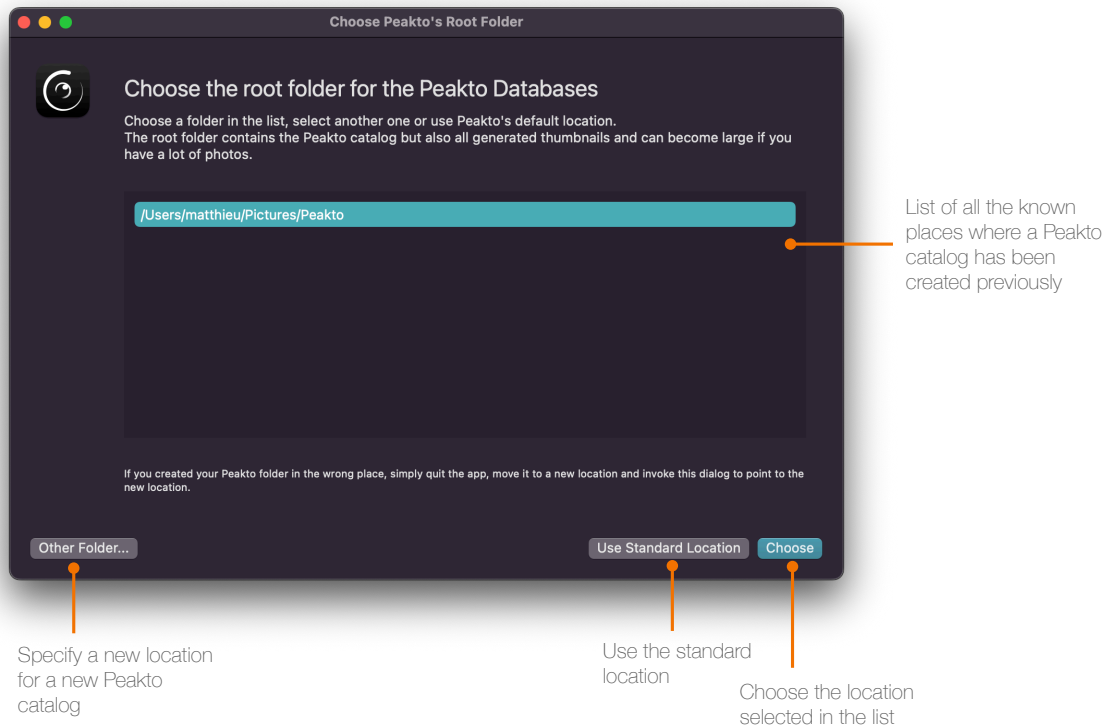 Choose Peakto's Root Folder
Choose the root folder for the Peakto Databases
Choose a folder in the list, select another one or use Peakto's default location.
The root folder contains the Peakto catalog but also all generated thumbnails and can become large if you
have a lot of photos.
/Users/matthieu/Pictures/Peakto
List of all the known
places where a Peakto
catalog has been
created previously
If you created your Peakto folder in the wrong place, simply quit the app, move it to a new location and invoke this dialog to point to the
new location.
Other Folder...
Use Standard Location
Choose
Specify a new location
for a new Peakto
catalog
Use the standard
location
Choose the location
selected in the list